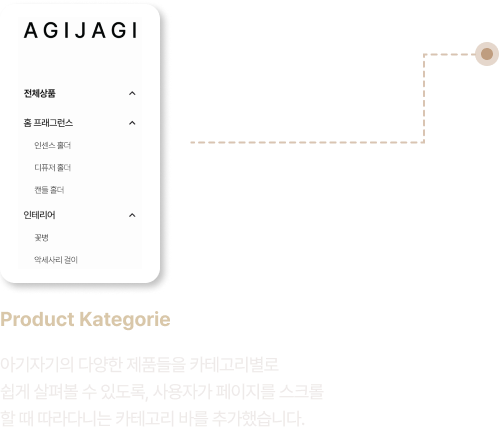 AGIJAGI
전체상품
홈 프래그런스
인센스 홀더
디퓨저 홀더
캔들 홀더
인테리어
꽃병
악세사리 걸이
Product Kategorie
아기자기의 다양한 제품들을 카테고리별로
쉽게 살펴볼 수 있도록, 사용자가 페이지를 스크롤
할 때 따라다니는 카테고리 바를 추가했습니다.